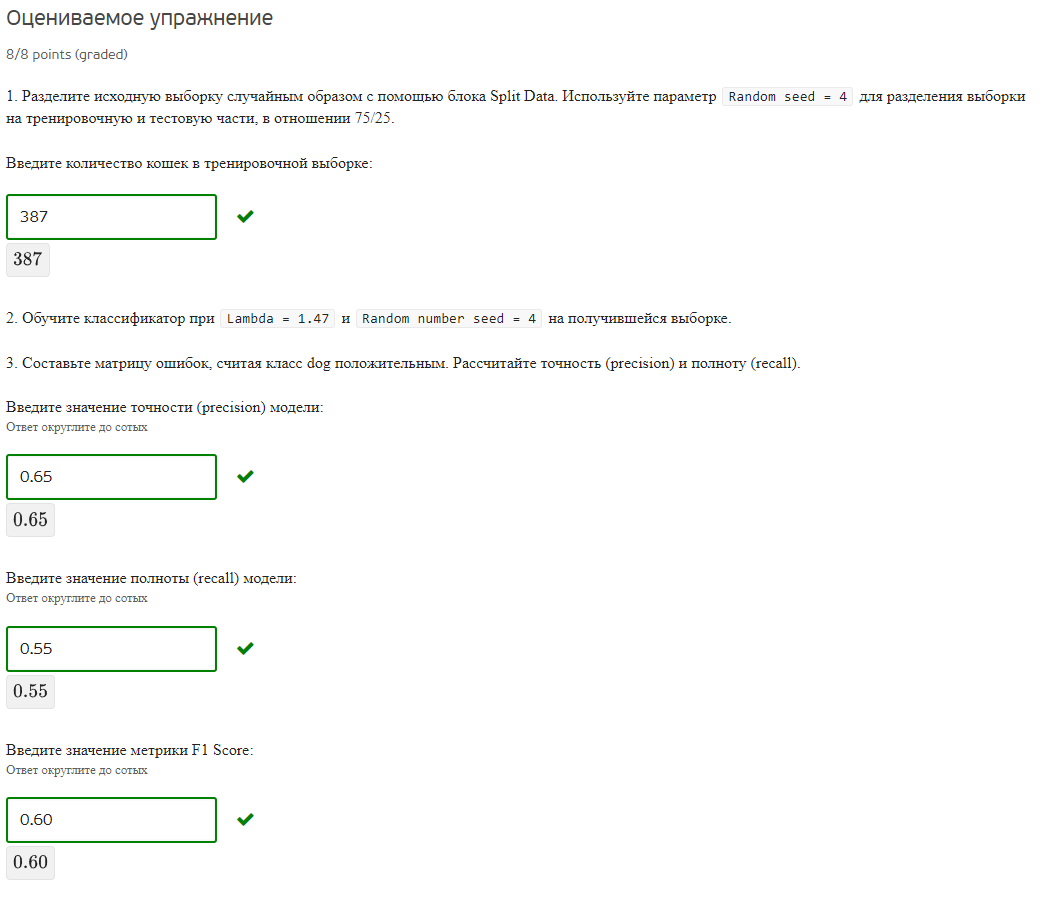 Оцениваемое упражнение
8/8 points (graded)
1. Разделите исходную выборку случайным образом с помощью блока Split Data. Используйте параметр Random seed = 4 для разделения выборки
на тренировочную и тестовую части, в отношении 75/25.
Введите количество кошек в тренировочной выборке:
387
387
2. Обучите классификатор при Lambda = 1.47 и Random number seed = 4 на получившейся выборке.
3. Составьте матрицу ошибок, считая класс dog положительным. Рассчитайте точность (precision) и полноту (recall).
Введите значение точности (precision) модели:
Ответ округлите до сотых
0.65
0.65
Введите значение полноты (recall) модели:
Ответ округлите до сотых
0.55
0.55
Введите значение метрики F1 Score:
Ответ округлите до сотых
0.60
0.60